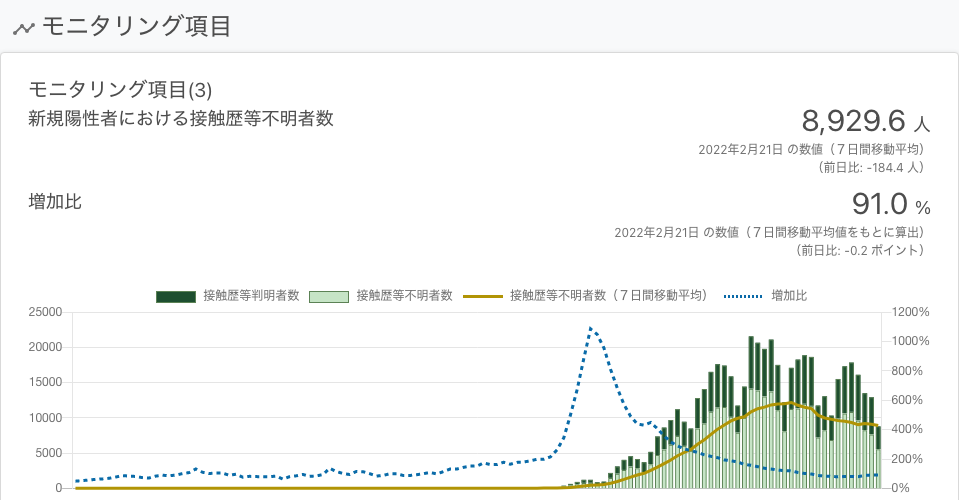 モニタリング項目
モニタリング項目(3)
新規陽性者における接触歴等不明者数
8,929.6 人
2022年2月21日 の数値（７日間移動平均）
（前日比: -184.4 人）
増加比
91.0 %
2022年2月21日 の数値（７日間移動平均値をもとに算出）
（前日比: -0.2 ポイント）
接触歴等判明者数 接触歴等不明者数 接触歴等不明者数（７日間移動平均） 増加比
25000 1200%
20000 1000%
15000 800%
10000 600%
5000 400%
0 200%
0%